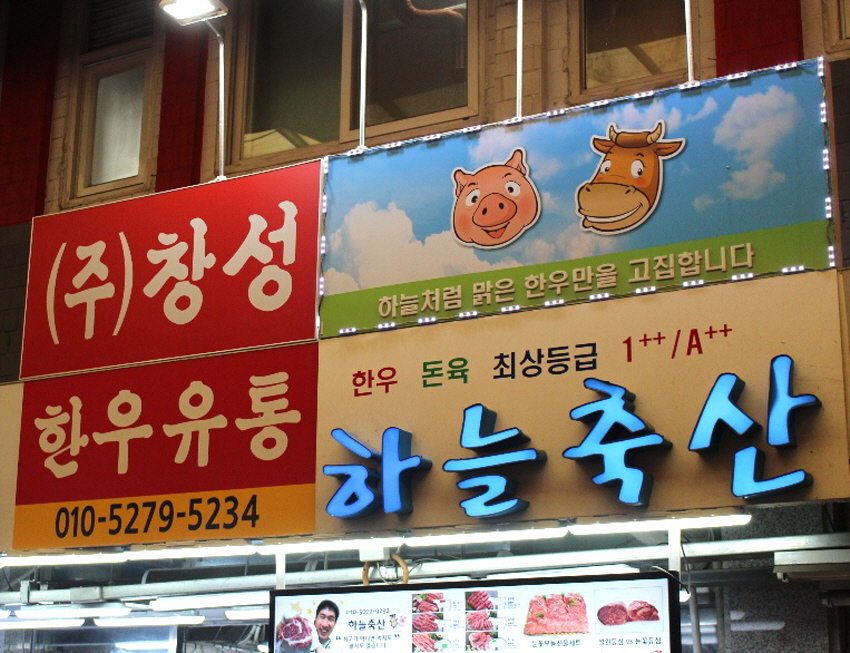 (주)창성
하늘처럼 맑은 한우만을 고집합니다
한우유통
010-5279-5234
한우 돈육 최상등급 1++/A++
하늘축산
하늘축산